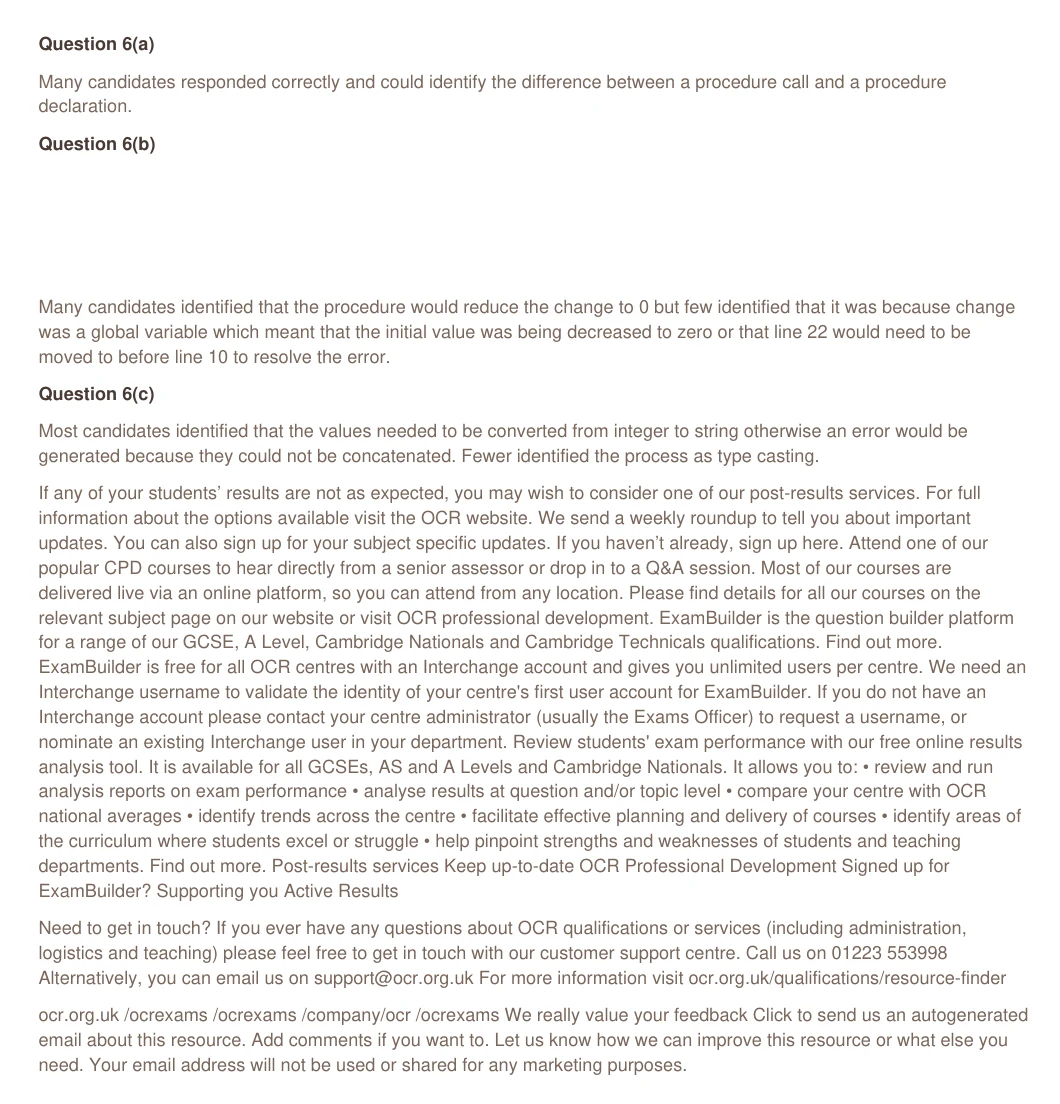 Question 6(a)
Many candidates responded correctly and could identify the difference between a procedure call and a procedure
declaration.
Question 6(b)
Many candidates identified that the procedure would reduce the change to 0 but few identified that it was because change
was a global variable which meant that the initial value was being decreased to zero or that line 22 would need to be
moved to before line 10 to resolve the error.
Question 6(c)
Most candidates identified that the values needed to be converted from integer to string otherwise an error would be
generated because they could not be concatenated. Fewer identified the process as type casting.
If any of your students’ results are not as expected, you may wish to consider one of our post-results services. For full
information about the options available visit the OCR website. We send a weekly roundup to tell you about important
updates. You can also sign up for your subject specific updates. If you haven’t already, sign up here. Attend one of our
popular CPD courses to hear directly from a senior assessor or drop in to a Q&A session. Most of our courses are
delivered live via an online platform, so you can attend from any location. Please find details for all our courses on the
relevant subject page on our website or visit OCR professional development. ExamBuilder is the question builder platform
for a range of our GCSE, A Level, Cambridge Nationals and Cambridge Technicals qualifications. Find out more.
ExamBuilder is free for all OCR centres with an Interchange account and gives you unlimited users per centre. We need an
Interchange username to validate the identity of your centre's first user account for ExamBuilder. If you do not have an
Interchange account please contact your centre administrator (usually the Exams Officer) to request a username, or
nominate an existing Interchange user in your department. Review students' exam performance with our free online results
analysis tool. It is available for all GCSEs, AS and A Levels and Cambridge Nationals. It allows you to: • review and run
analysis reports on exam performance • analyse results at question and/or topic level • compare your centre with OCR
national averages • identify trends across the centre • facilitate effective planning and delivery of courses • identify areas of
the curriculum where students excel or struggle • help pinpoint strengths and weaknesses of students and teaching
departments. Find out more. Post-results services Keep up-to-date OCR Professional Development Signed up for
ExamBuilder? Supporting you Active Results
Need to get in touch? If you ever have any questions about OCR qualifications or services (including administration,
logistics and teaching) please feel free to get in touch with our customer support centre. Call us on 01223 553998
Alternatively, you can email us on support@ocr.org.uk For more information visit ocr.org.uk/qualifications/resource-finder
ocr.org.uk /ocrexams /ocrexams /company/ocr /ocrexams We really value your feedback Click to send us an autogenerated
email about this resource. Add comments if you want to. Let us know how we can improve this resource or what else you
need. Your email address will not be used or shared for any marketing purposes.